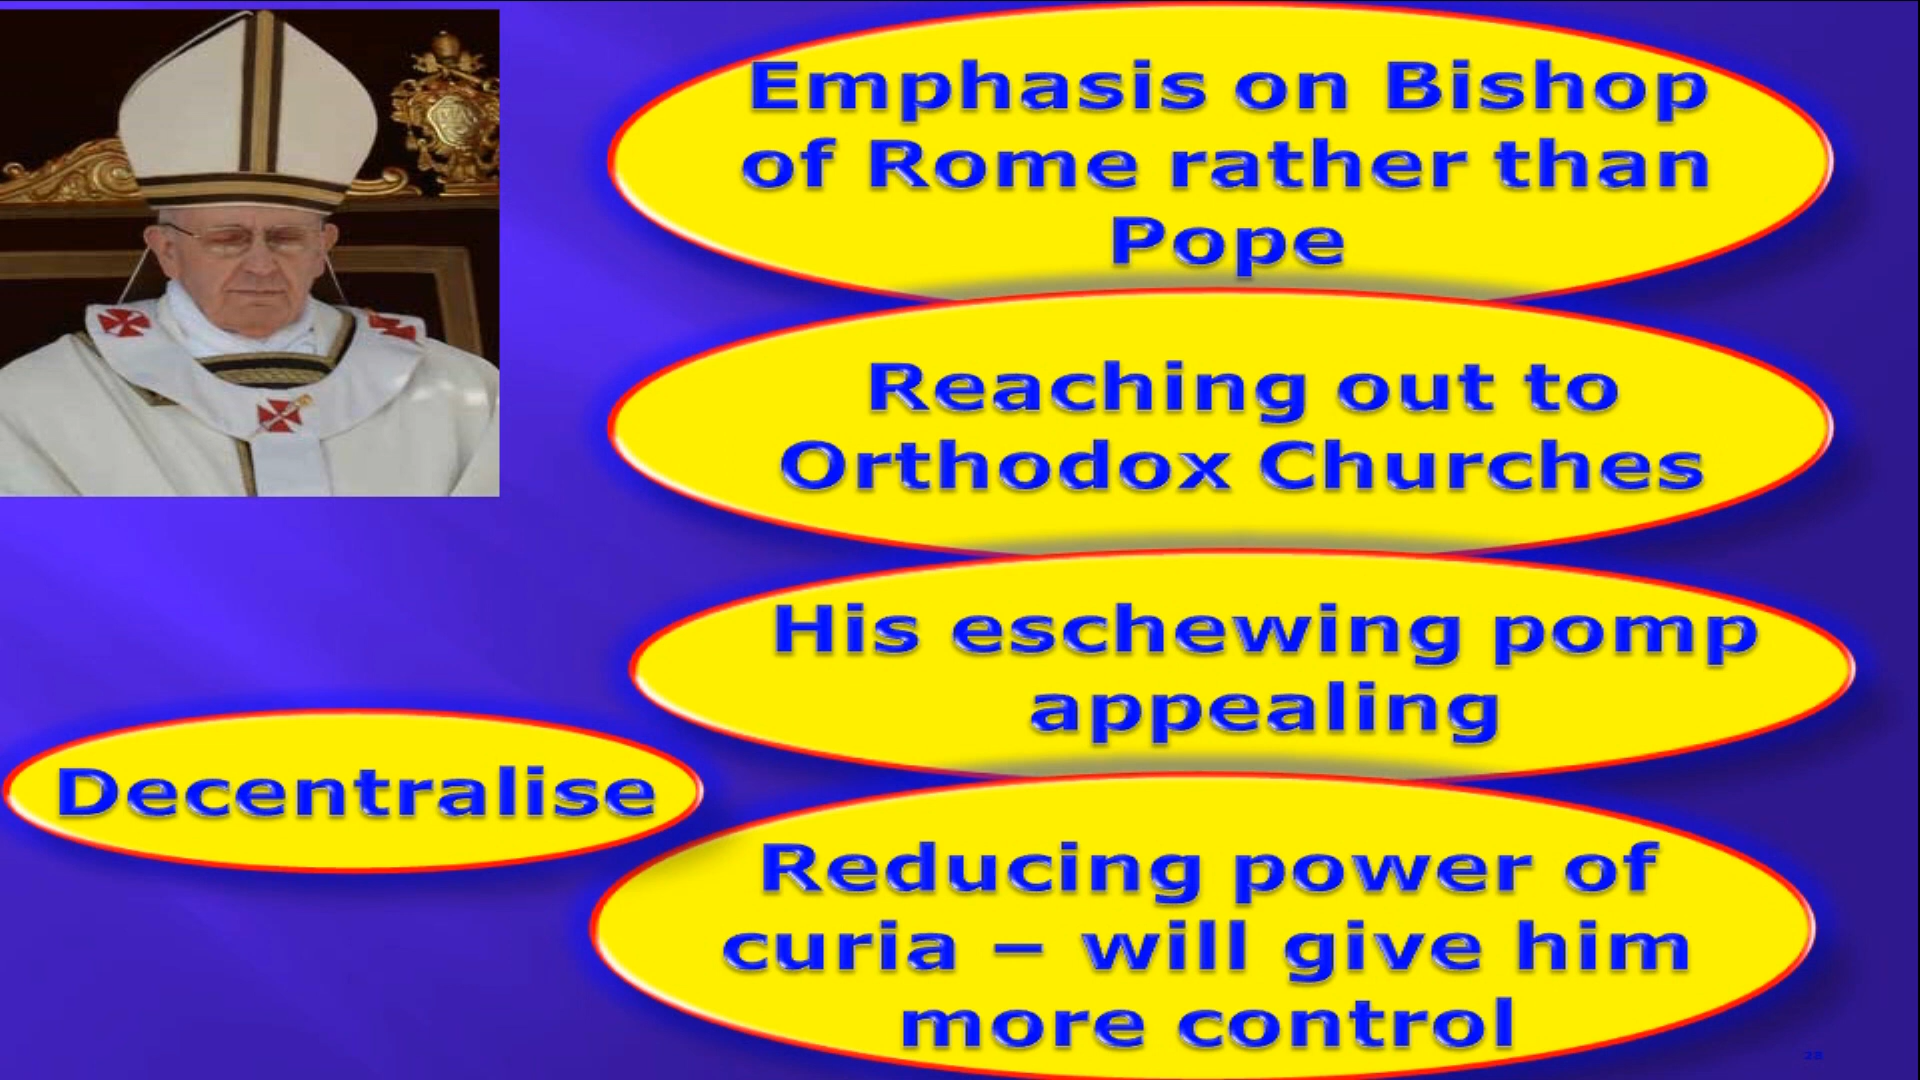 Emphasis on Bishop
of Rome rather than
Pope
Reaching out to
Orthodox Churches
His eschewing pomp
appealing
Decentralise
Reducing power of
curia – will give him
more control
28